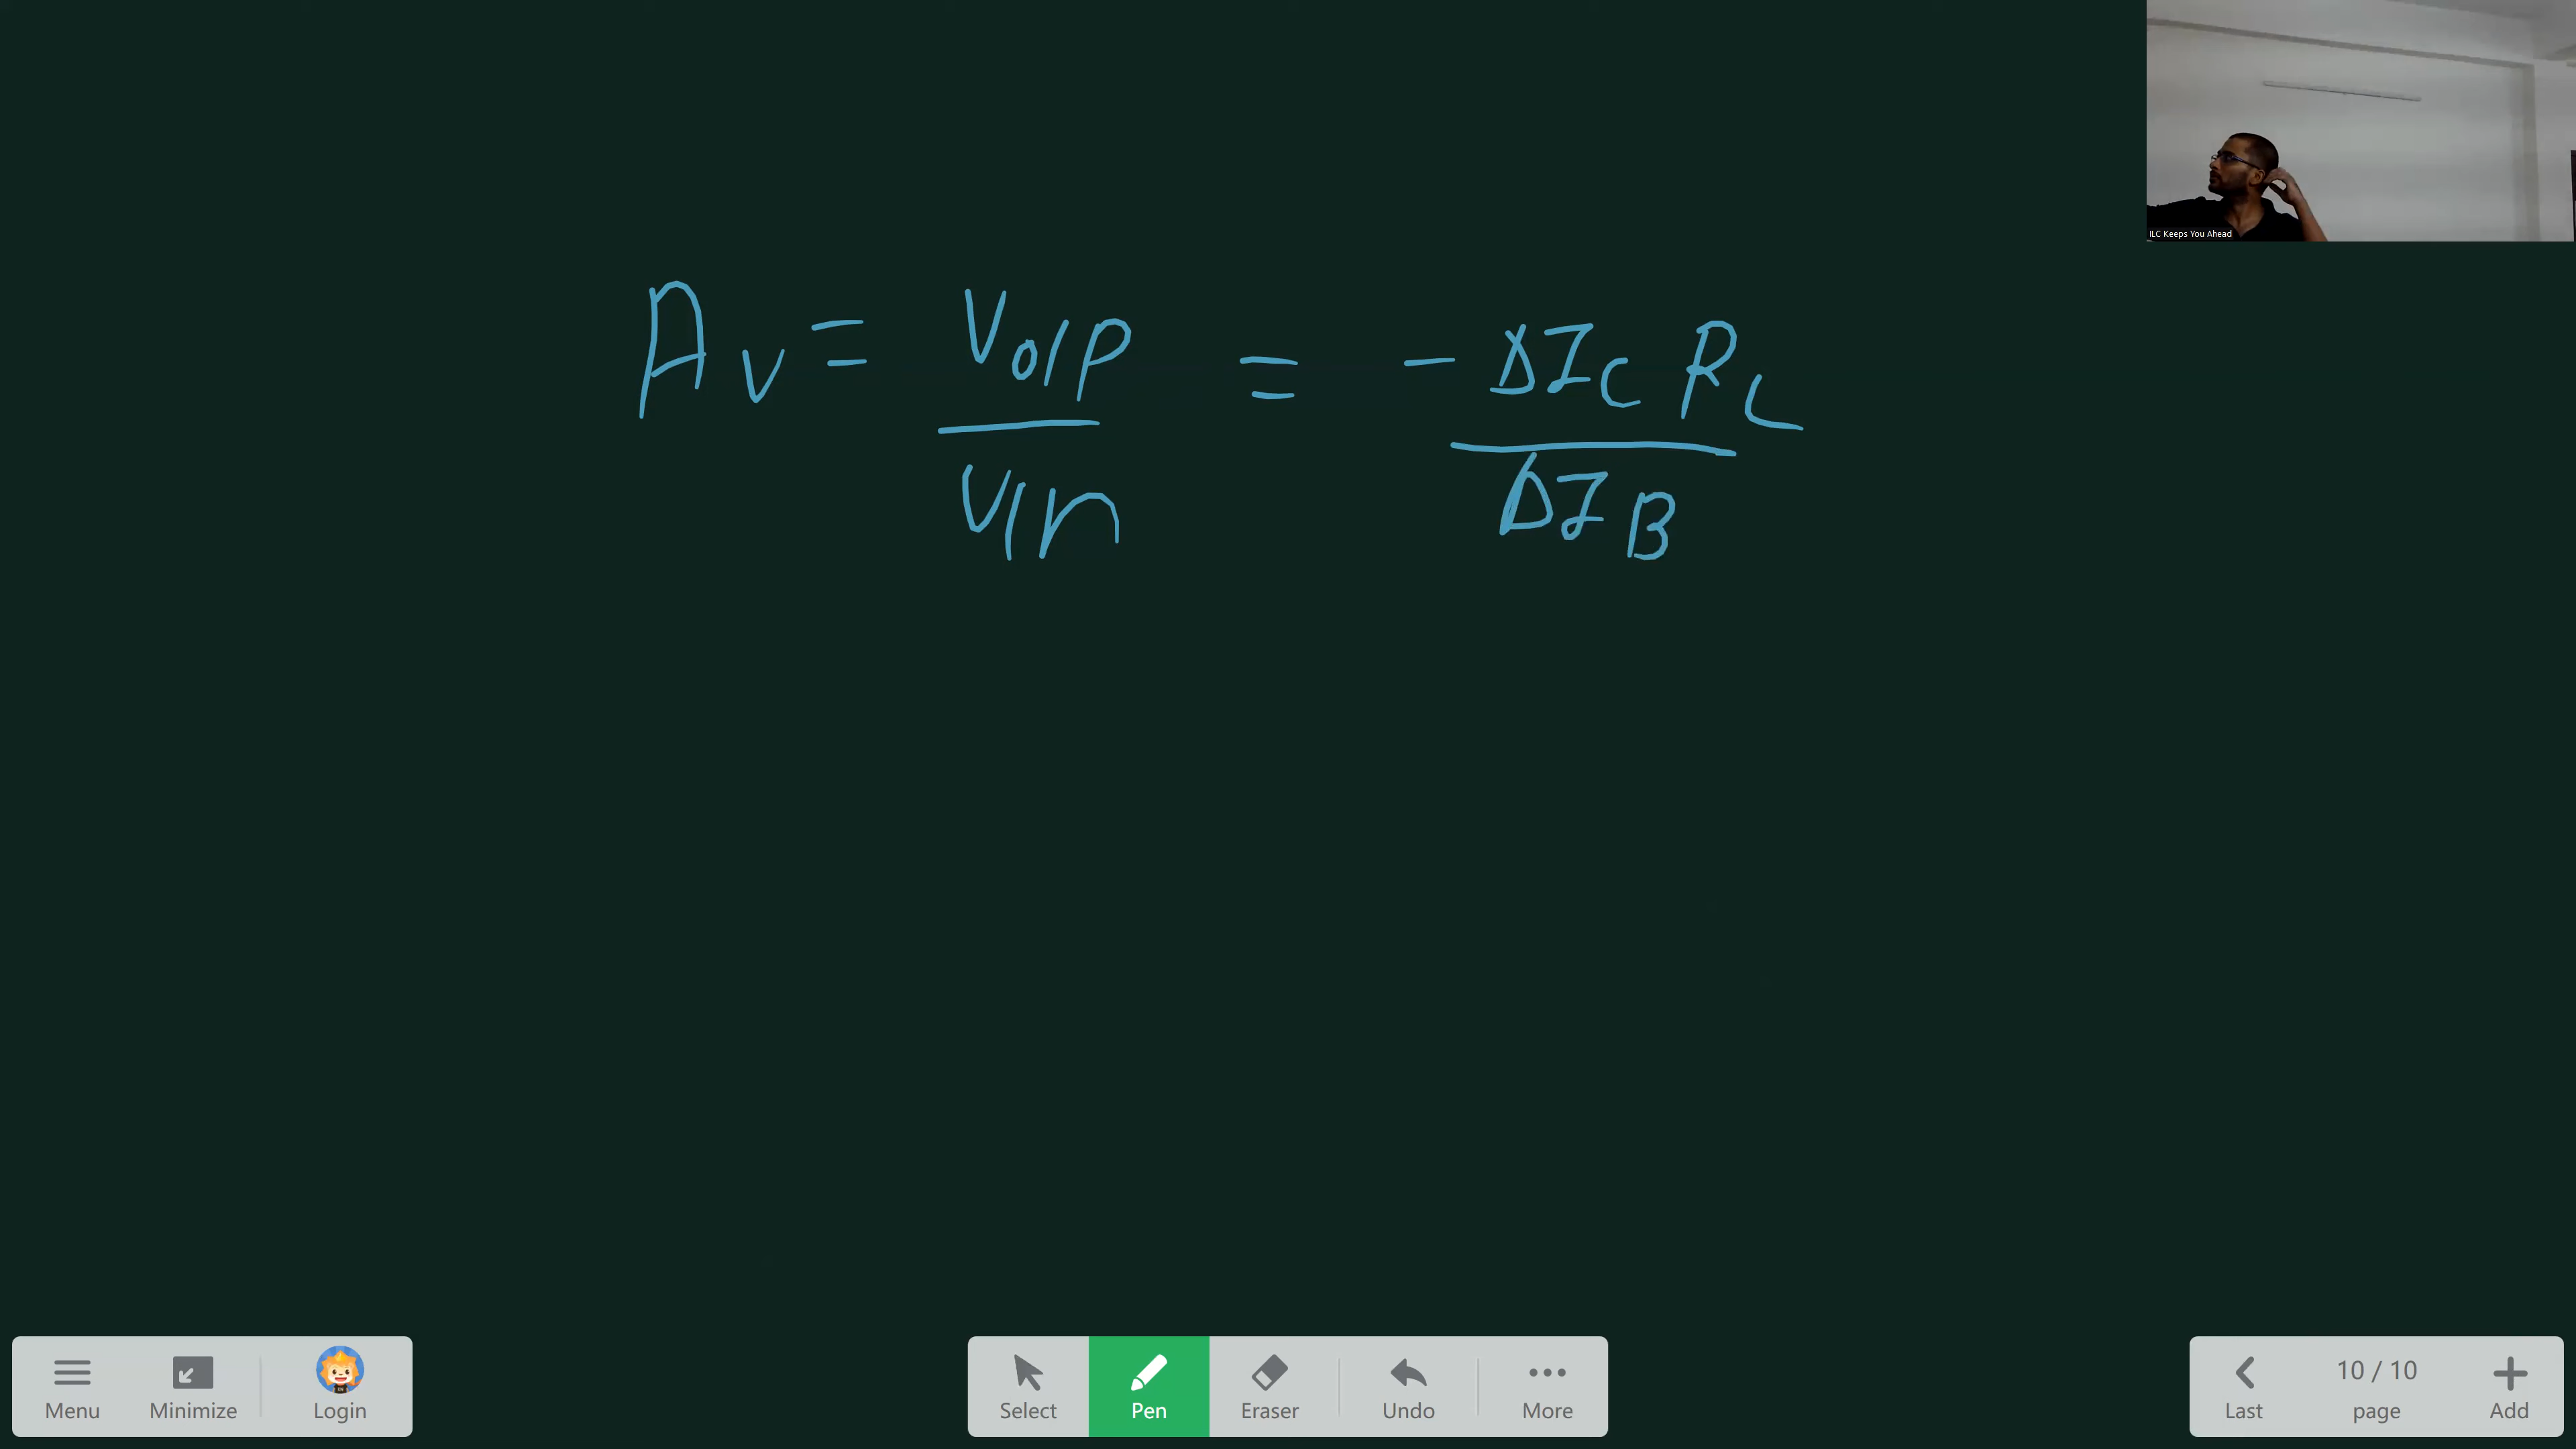 ILC Keeps You Ahead
Av = Vo/p / Vin = - ΔIC RL / ΔIB
Menu Minimize Login Select Pen Eraser Undo More Last 10 / 10 page Add